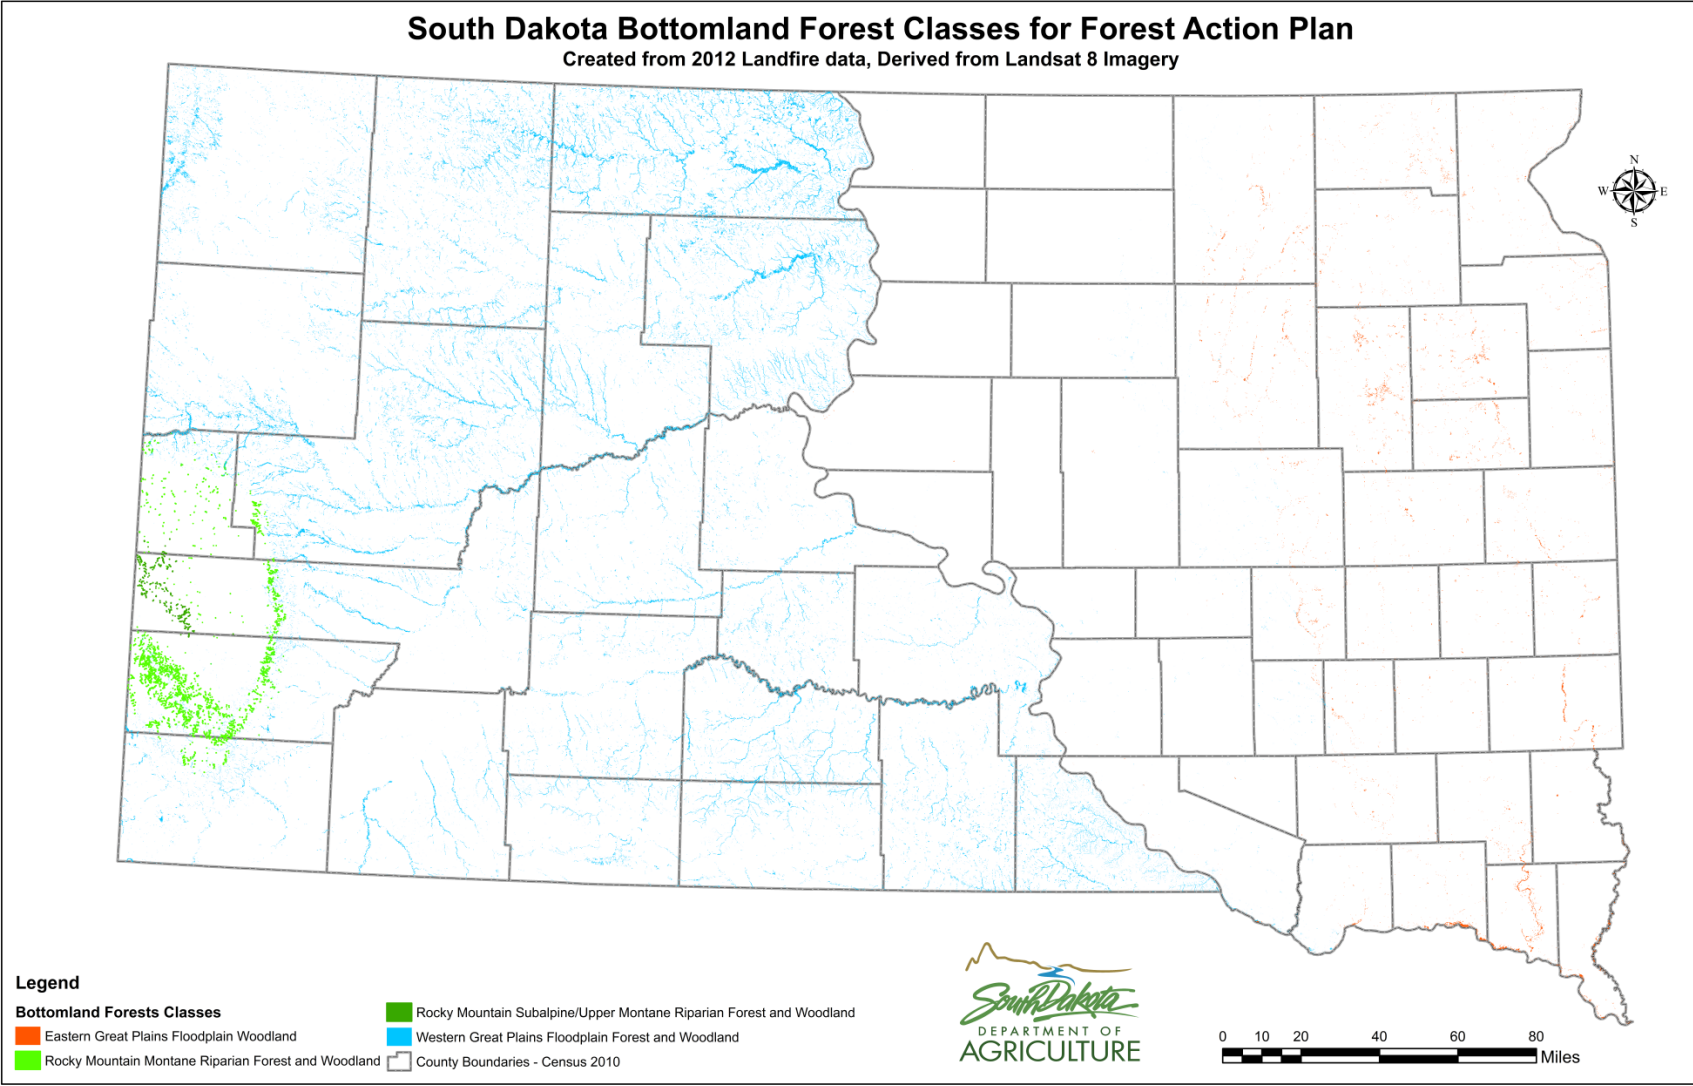 South Dakota Bottomland Forest Classes for Forest Action Plan
Created from 2012 Landfire data, Derived from Landsat 8 Imagery
N
W E
S
Legend
Bottomland Forests Classes
Eastern Great Plains Floodplain Woodland
Rocky Mountain Montane Riparian Forest and Woodland
Rocky Mountain Subalpine/Upper Montane Riparian Forest and Woodland
Western Great Plains Floodplain Forest and Woodland
County Boundaries - Census 2010
South Dakota
DEPARTMENT OF
AGRICULTURE
0 10 20 40 60 80
Miles